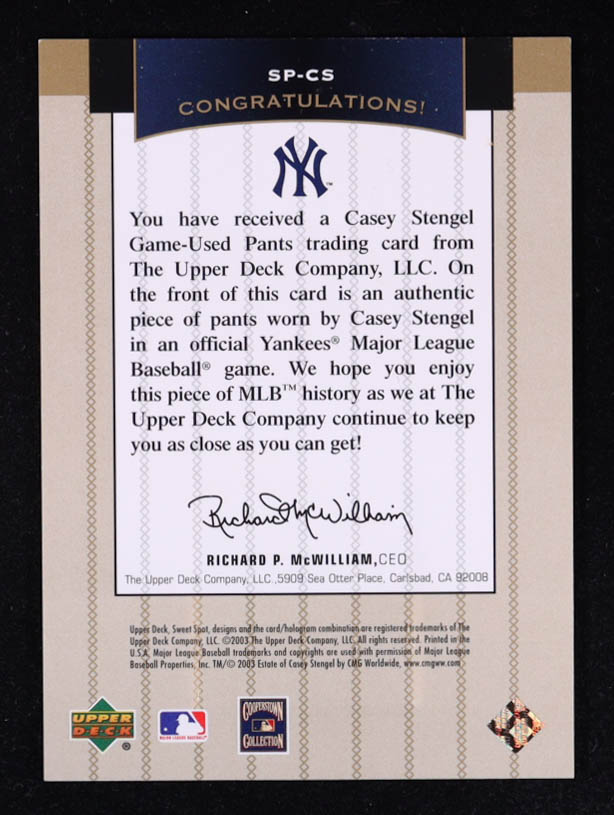 SP-CS
CONGRATULATIONS!
NY™
You have received a Casey Stengel
Game-Used Pants trading card from
The Upper Deck Company, LLC. On
the front of this card is an authentic
piece of pants worn by Casey Stengel
in an official Yankees® Major League
Baseball® game. We hope you enjoy
this piece of MLB™ history as we at The
Upper Deck Company continue to keep
you as close as you can get!
Richard McWilliam
RICHARD P. McWILLIAM,CEO
The Upper Deck Company, LLC.,5909 Sea Otter Place, Carlsbad, CA 92008
Upper Deck, Sweet Spot, designs and the card/hologram combination are registered trademarks of The
Upper Deck Company, LLC. ©2003 The Upper Deck Company, LLC. All rights reserved. Printed in the
U.S.A. Major League Baseball trademarks and copyrights are used with permission of Major League
Baseball Properties, Inc. TM/© 2003 Estate of Casey Stengel by CMG Worldwide, www.cmgww.com
UPPER
DECK
®
MAJOR LEAGUE BASEBALL
COOPERSTOWN
COLLECTION